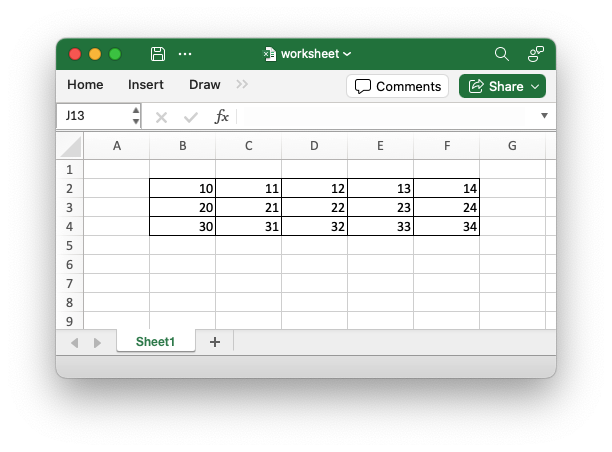 worksheet
Home Insert Draw Comments Share
J13 fx
A B C D E F G
1
2 10 11 12 13 14
3 20 21 22 23 24
4 30 31 32 33 34
5
6
7
8
9
Sheet1 +